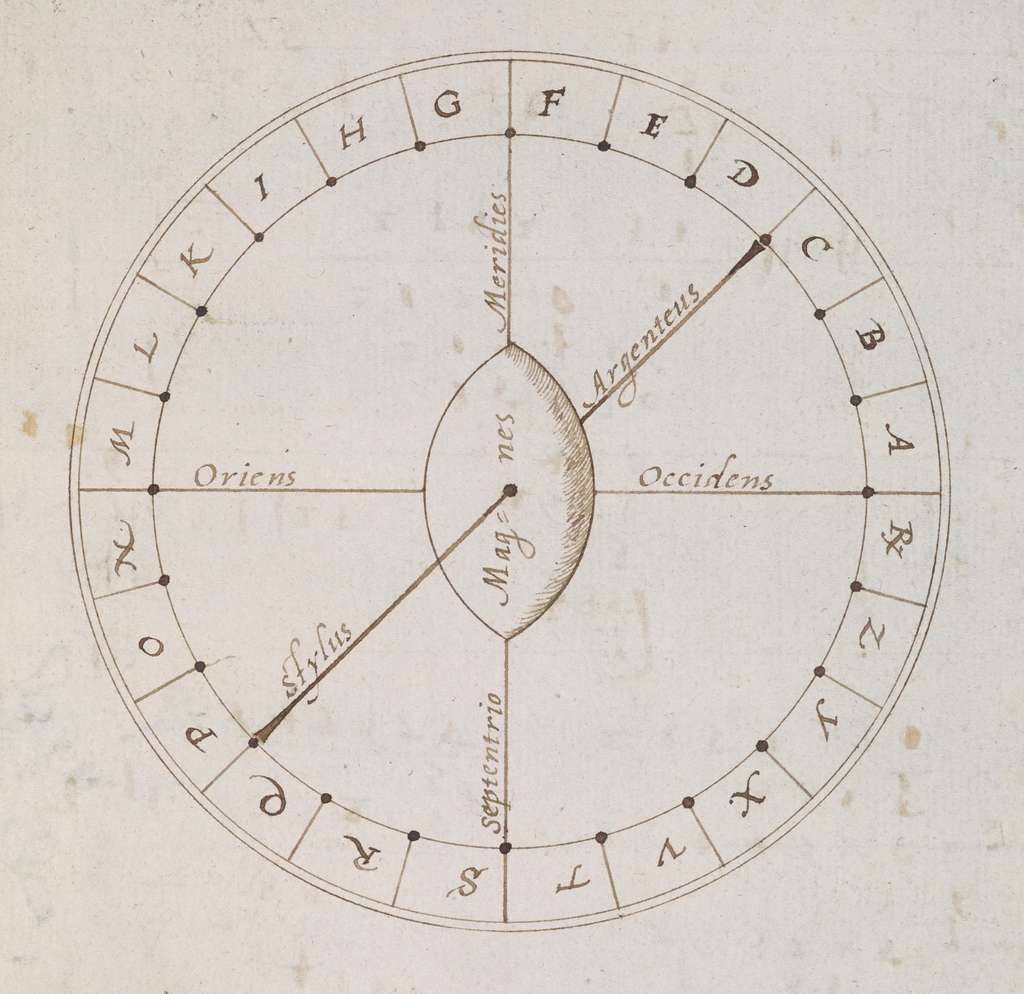 A
B
C
D
E
F
G
H
I
K
L
M
N
O
P
Q
R
S
T
V
X
Y
Z
℞
Meridies
Argenteus
Oriens
Mag=
nes
Occidens
Stylus
Septentrio